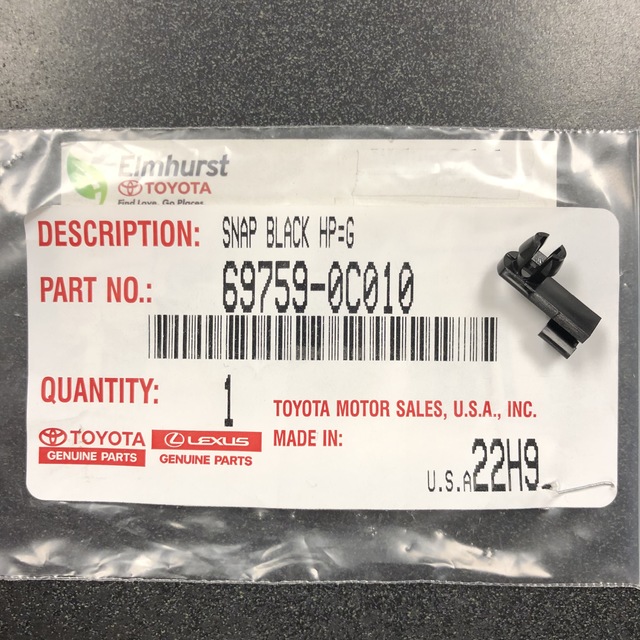 Elmhurst
TOYOTA
Find Love. Go Places
DESCRIPTION: SNAP BLACK HP=G
PART NO.: 69759-0C010
QUANTITY: 1
TOYOTA MOTOR SALES, U.S.A., INC.
TOYOTA LEXUS MADE IN:
GENUINE PARTS GENUINE PARTS
U.S.A 22H9